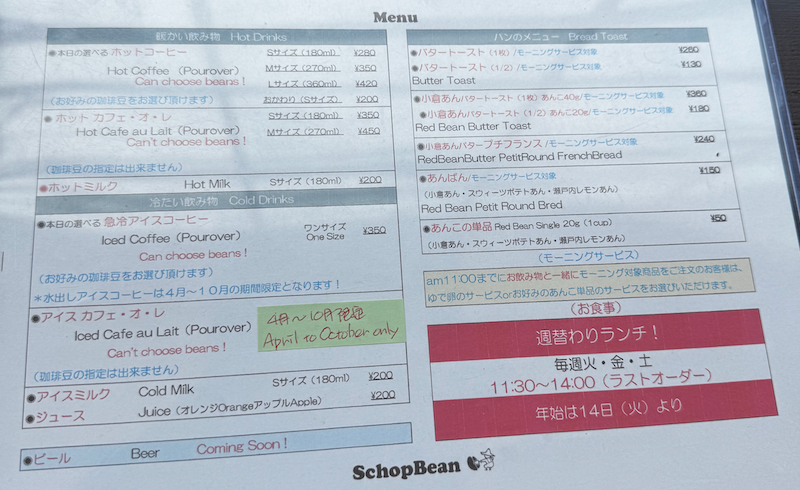 Menu
暖かい飲み物 Hot Drinks
●本日の選べる ホットコーヒー Sサイズ（180ml） ¥280
Hot Coffee （Pourover） Mサイズ（270ml） ¥350
Can choose beans！ Lサイズ（360ml） ¥420
（お好みの珈琲豆をお選び頂けます） おかわり（Sサイズ） ¥200
●ホット カフェ・オ・レ Sサイズ（180ml） ¥350
Hot Cafe au Lait（Pourover） Mサイズ（270ml） ¥450
Can't choose beans！
（珈琲豆の指定は出来ません）
●ホットミルク Hot Milk Sサイズ（180ml） ¥200
冷たい飲み物 Cold Drinks
●本日の選べる 急冷アイスコーヒー ワンサイズ ¥350
Iced Coffee（Pourover） One Size
Can choose beans！
（お好みの珈琲豆をお選び頂けます）
＊水出しアイスコーヒーは４月～１０月の期間限定となります！
●アイス カフェ・オ・レ
Iced Cafe au Lait（Pourover）
Can't choose beans！
（珈琲豆の指定は出来ません）
4月～10月限定
April to October only
●アイスミルク Cold Milk Sサイズ（180ml） ¥200
●ジュース Juice（オレンジOrangeアップルApple） ¥200
●ビール Beer Coming Soon！
パンのメニュー Bread Toast
●バタートースト（1枚）/モーニングサービス対象 ¥260
●バタートースト（1/2）/モーニングサービス対象 ¥130
Butter Toast
●小倉あんバタートースト（1枚）あんこ40g/モーニングサービス対象 ¥360
●小倉あんバタートースト（1/2）あんこ20g/モーニングサービス対象 ¥180
Red Bean Butter Toast
●小倉あんバタープチフランス/モーニングサービス対象 ¥240
RedBeanButter PetitRound FrenchBread
●あんぱん/モーニングサービス対象 ¥150
（小倉あん・スウィーツポテトあん・瀬戸内レモンあん）
Red Bean Petit Round Bred
●あんこの単品 Red Bean Single 20g（1cup） ¥50
（小倉あん・スウィーツポテトあん・瀬戸内レモンあん）
（モーニングサービス）
am11:00までにお飲み物と一緒にモーニング対象商品をご注文のお客様は、
ゆで卵のサービスorお好みのあんこ単品のサービスをお選びいただけます。
（お食事）
週替わりランチ！
毎週火・金・土
11:30～14:00（ラストオーダー）
年始は14日（火）より
SchopBean